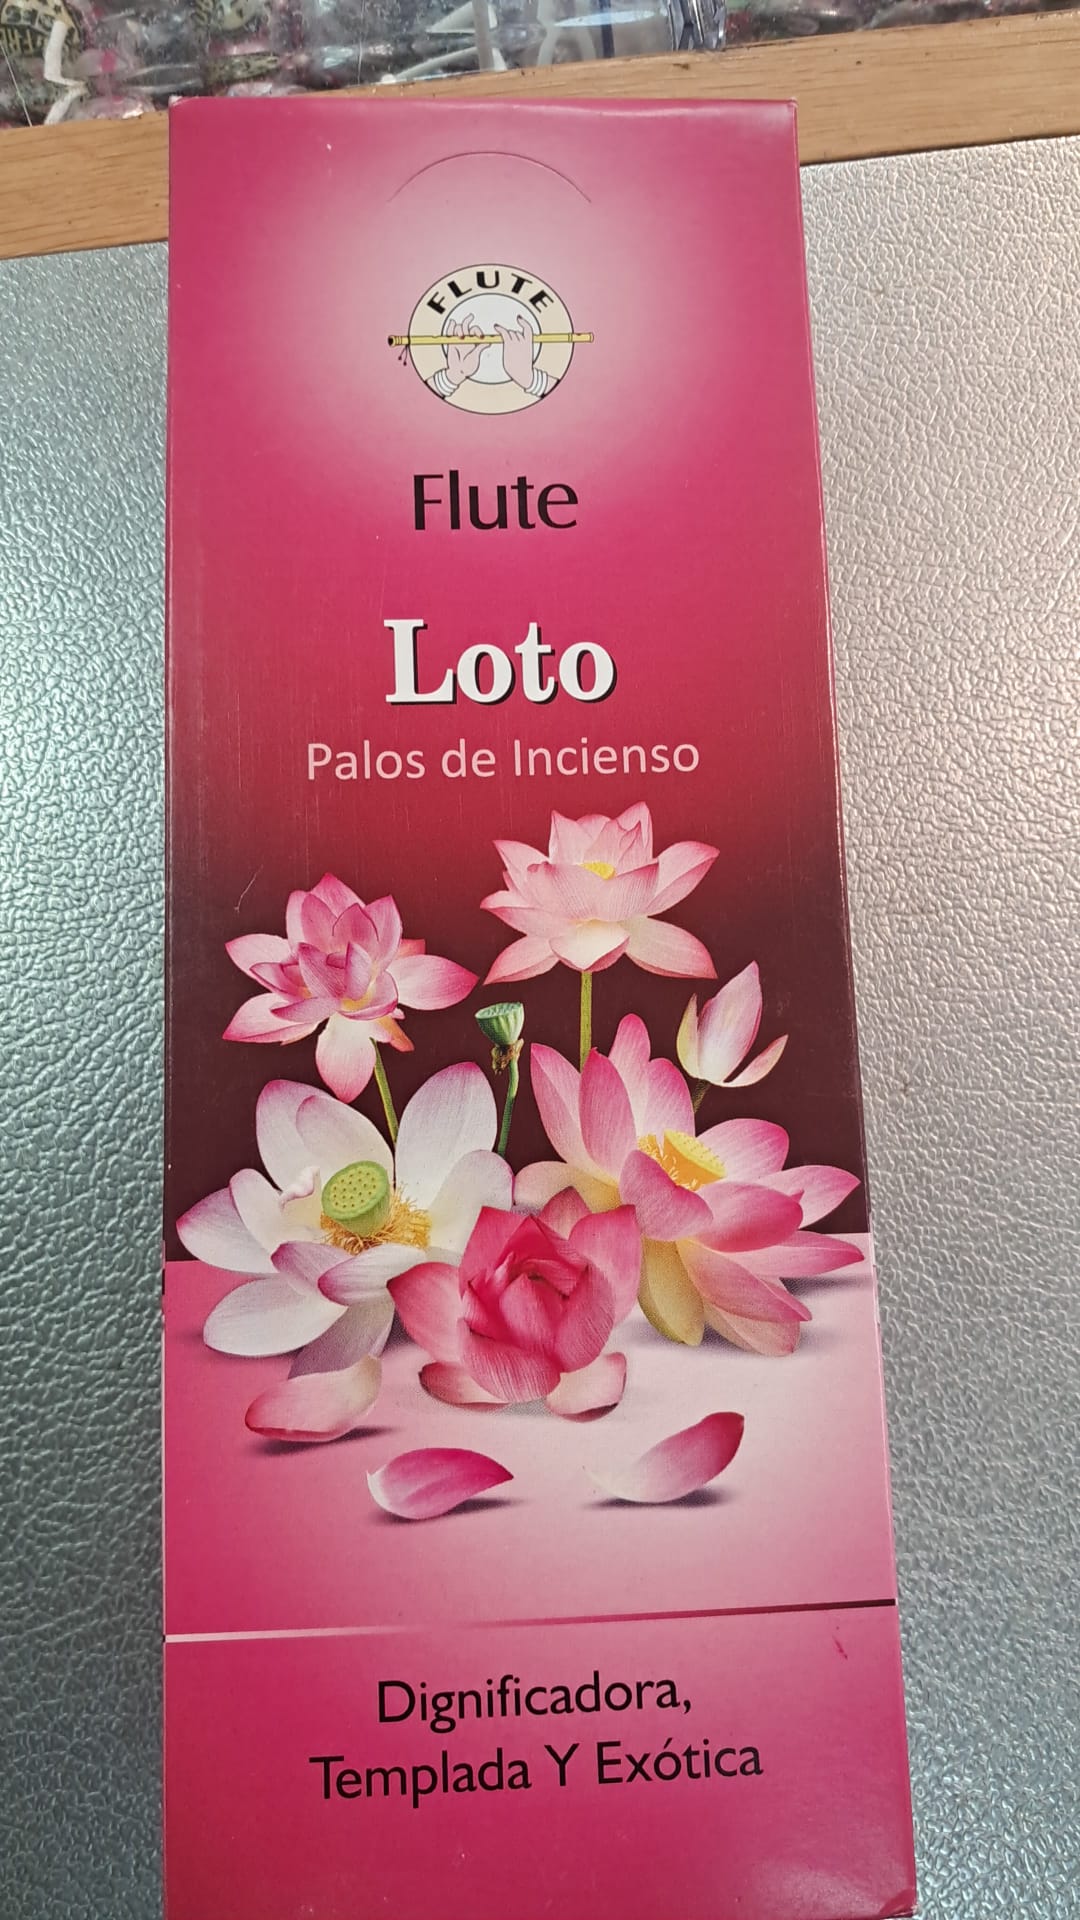 FLUTE
Flute
Loto
Palos de Incienso
Dignificadora,
Templada Y Exótica